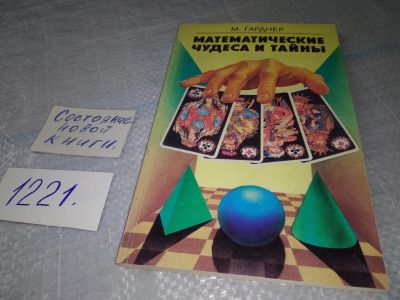 М. ГАРДНЕР
МАТЕМАТИЧЕСКИЕ
ЧУДЕСА И ТАЙНЫ
Состояние
новой
книги.
1221.